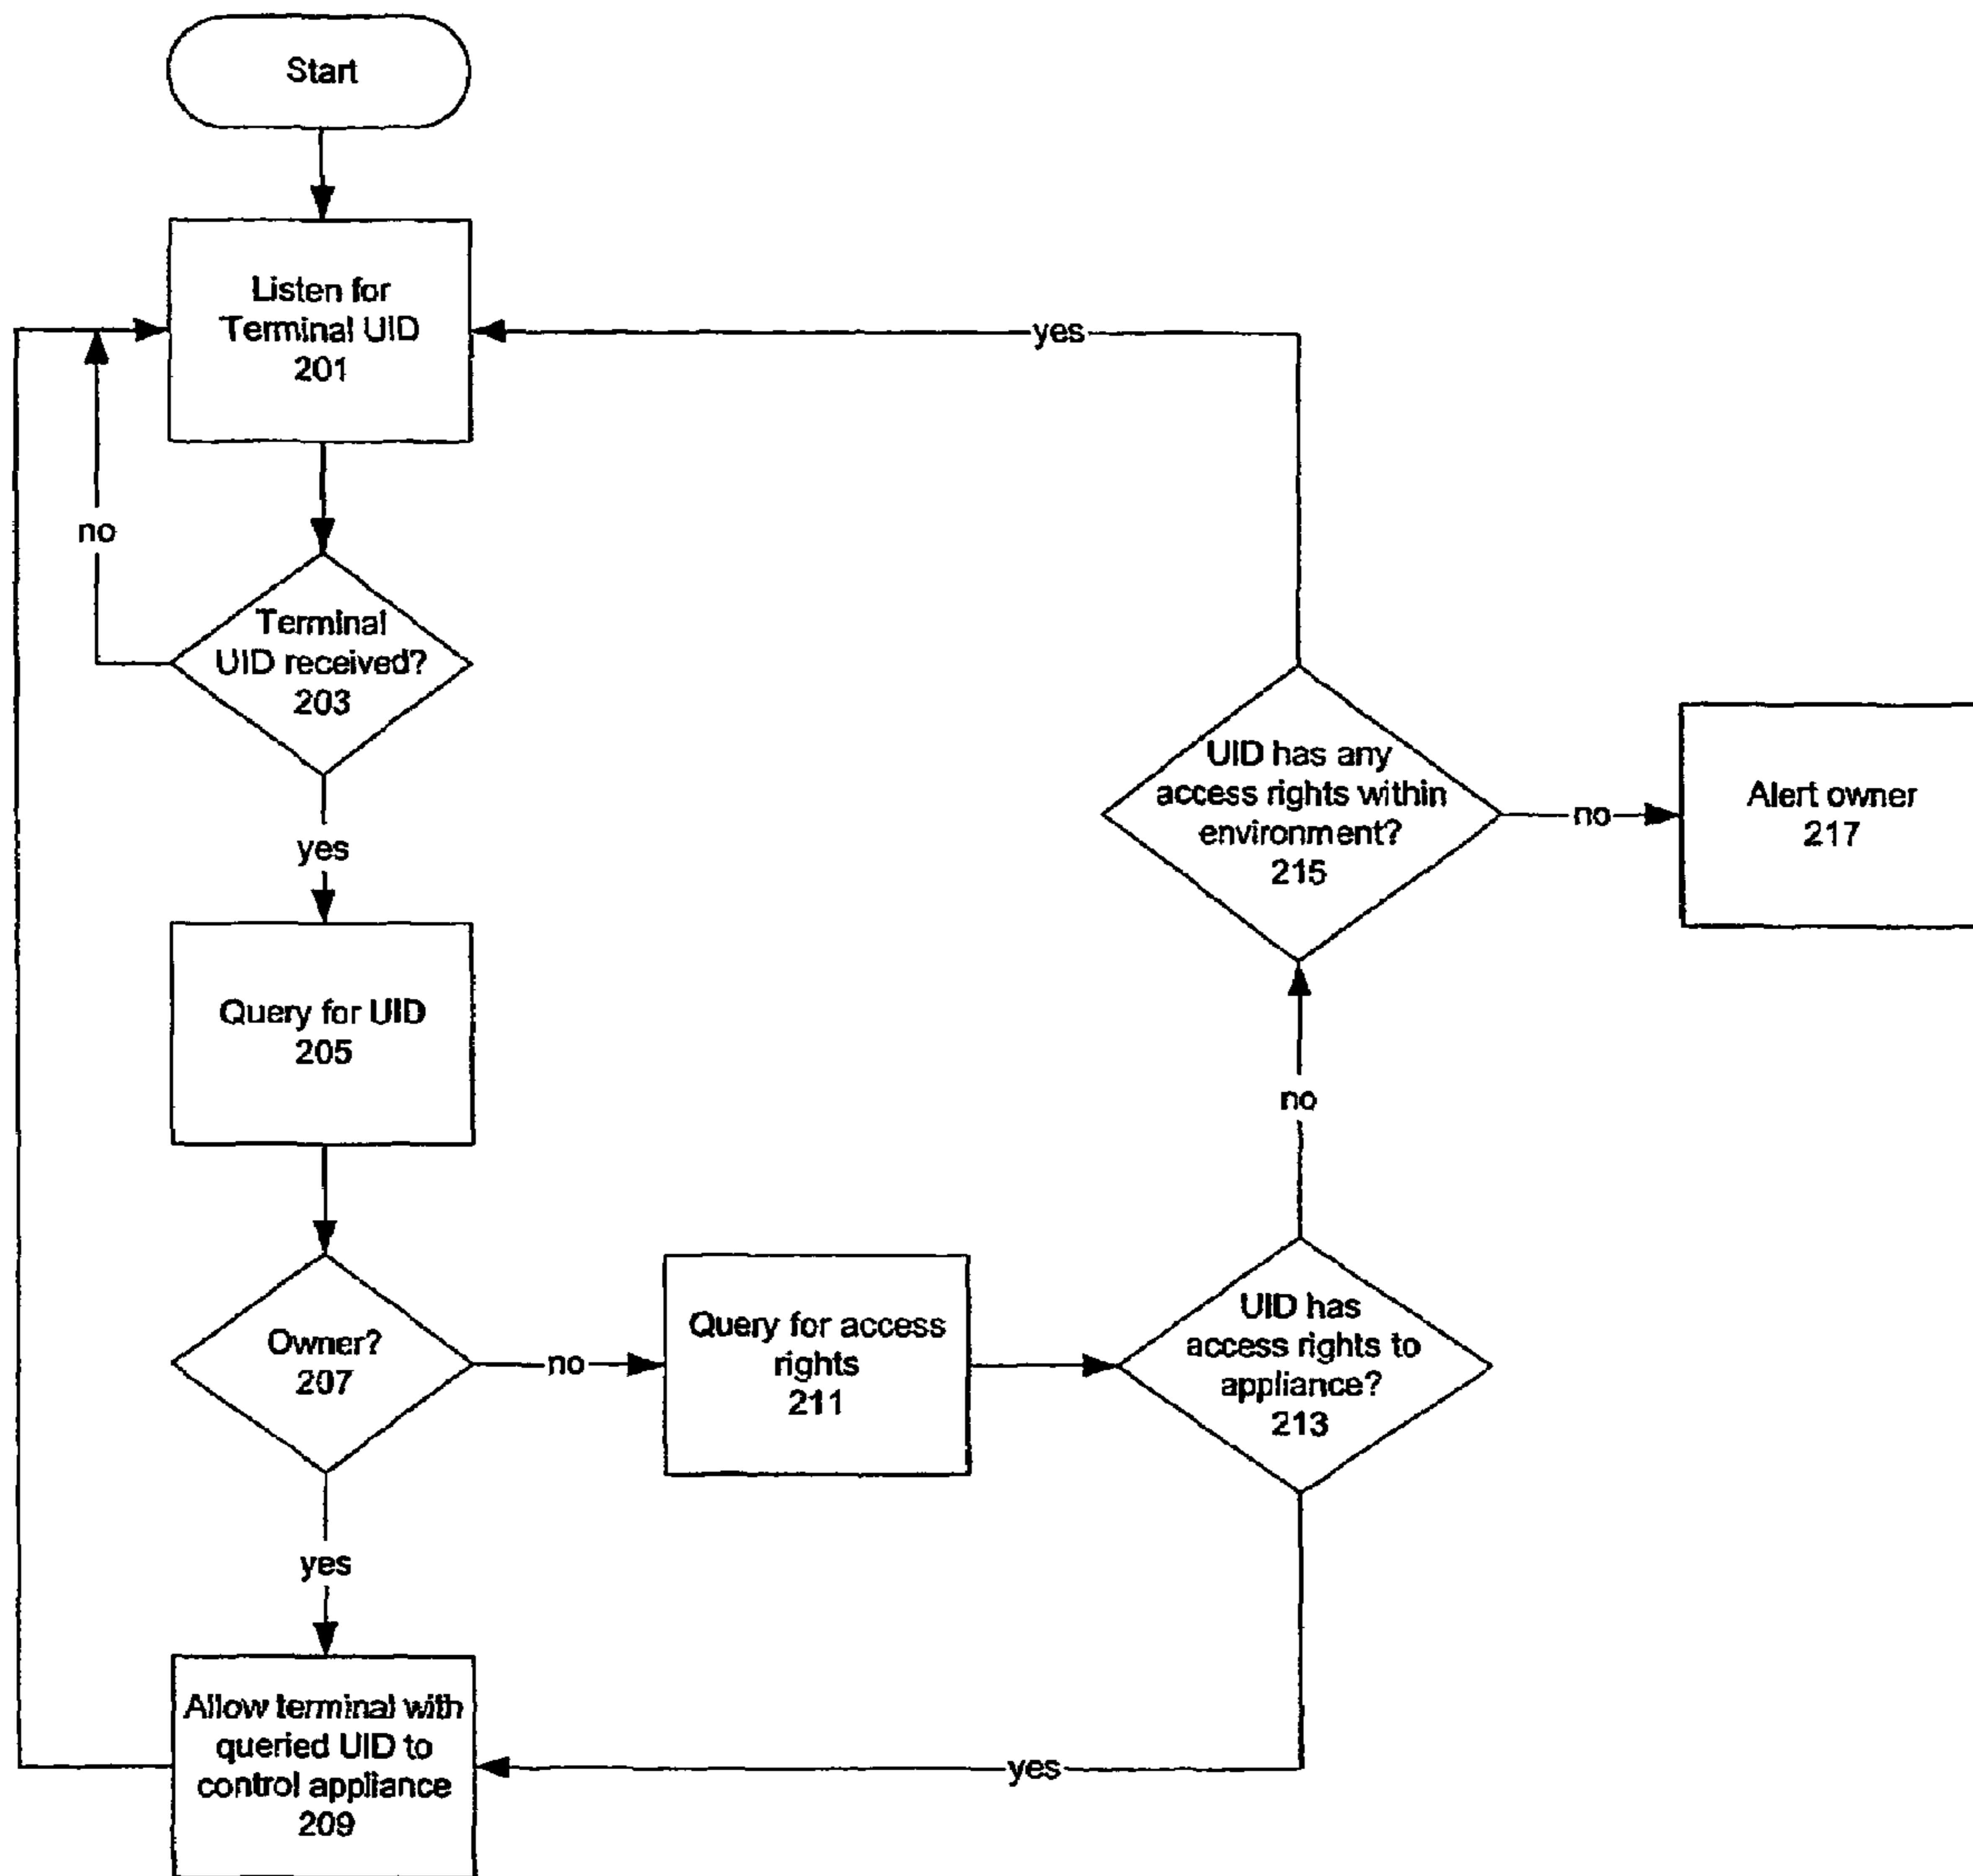 Start
Listen for
Terminal UID
201
yes
no
Terminal
UID received?
203
yes
UID has any
access rights within
environment?
215
no
Alert owner
217
Query for UID
205
no
Owner?
207
no
Query for access
rights
211
UID has
access rights to
appliance?
213
yes
Allow terminal with
queried UID to
control appliance
209
yes